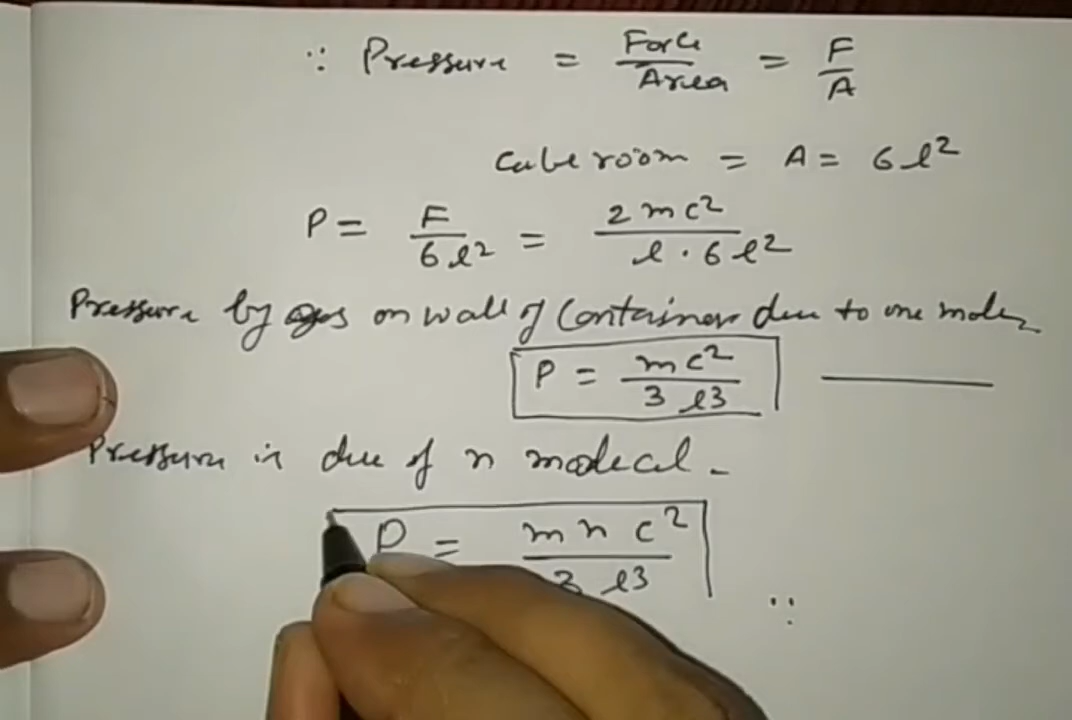 ∵ Pressure = Force/Area = F/A
Cube room = A = 6l²
P = F/6l² = 2mc²/l·6l²
Pressure by gas on wall of Container due to one molec
P = mc²/3l³
Pressure is due of n molecal.
P = mnc²/3l³ ∵